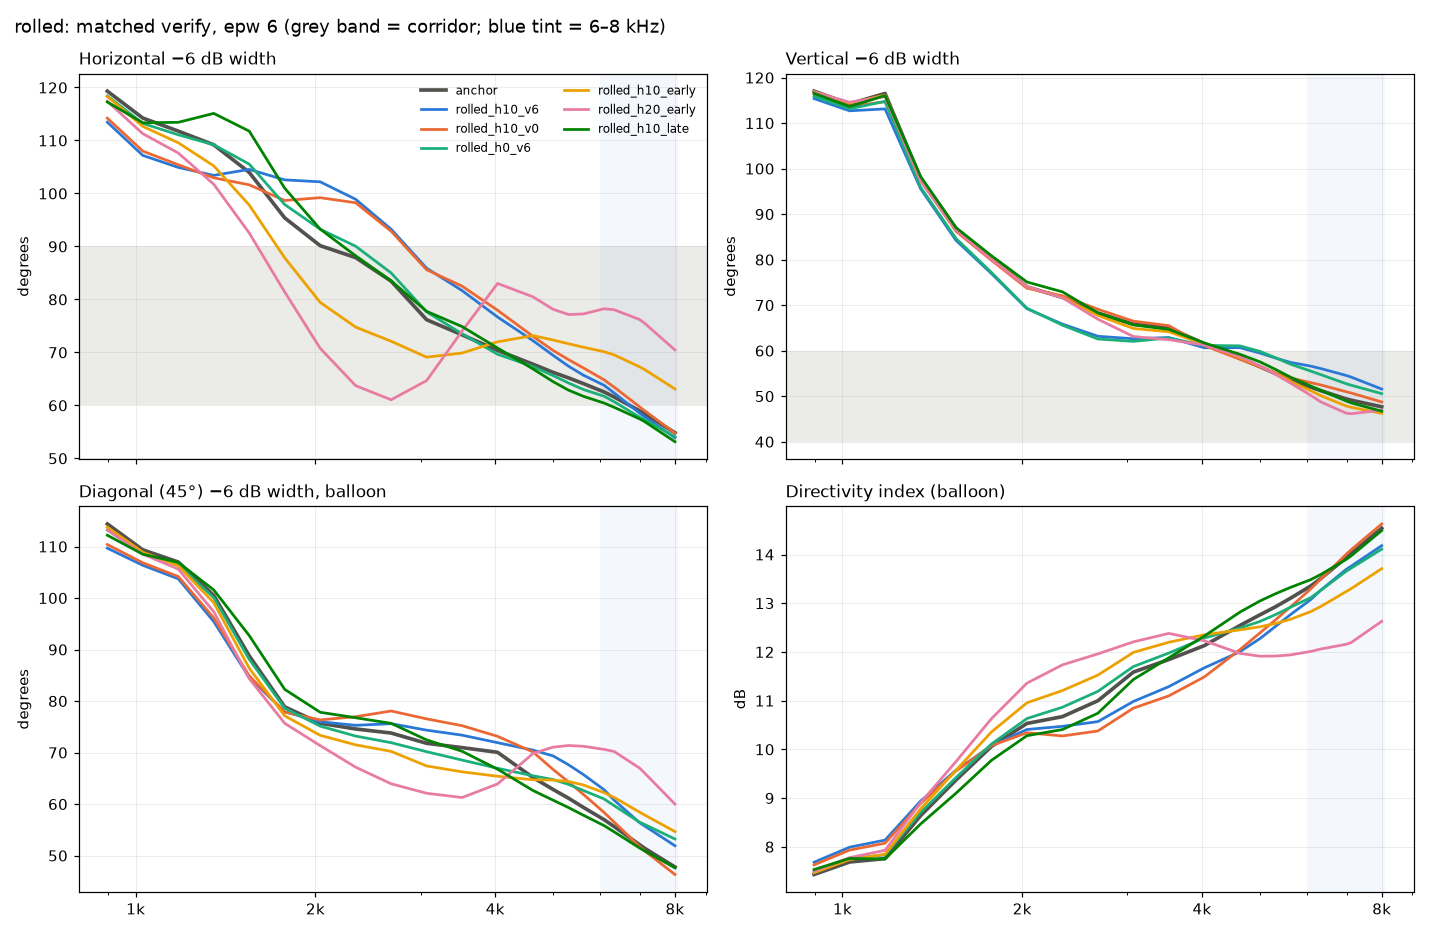 rolled: matched verify, epw 6 (grey band = corridor; blue tint = 6–8 kHz)
Horizontal −6 dB width
degrees
120
110
100
90
80
70
60
50
anchor
rolled_h10_v6
rolled_h10_v0
rolled_h0_v6
rolled_h10_early
rolled_h20_early
rolled_h10_late
1k
2k
4k
8k
Vertical −6 dB width
degrees
120
110
100
90
80
70
60
50
40
1k
2k
4k
8k
Diagonal (45°) −6 dB width, balloon
degrees
110
100
90
80
70
60
50
1k
2k
4k
8k
Directivity index (balloon)
dB
14
13
12
11
10
9
8
1k
2k
4k
8k